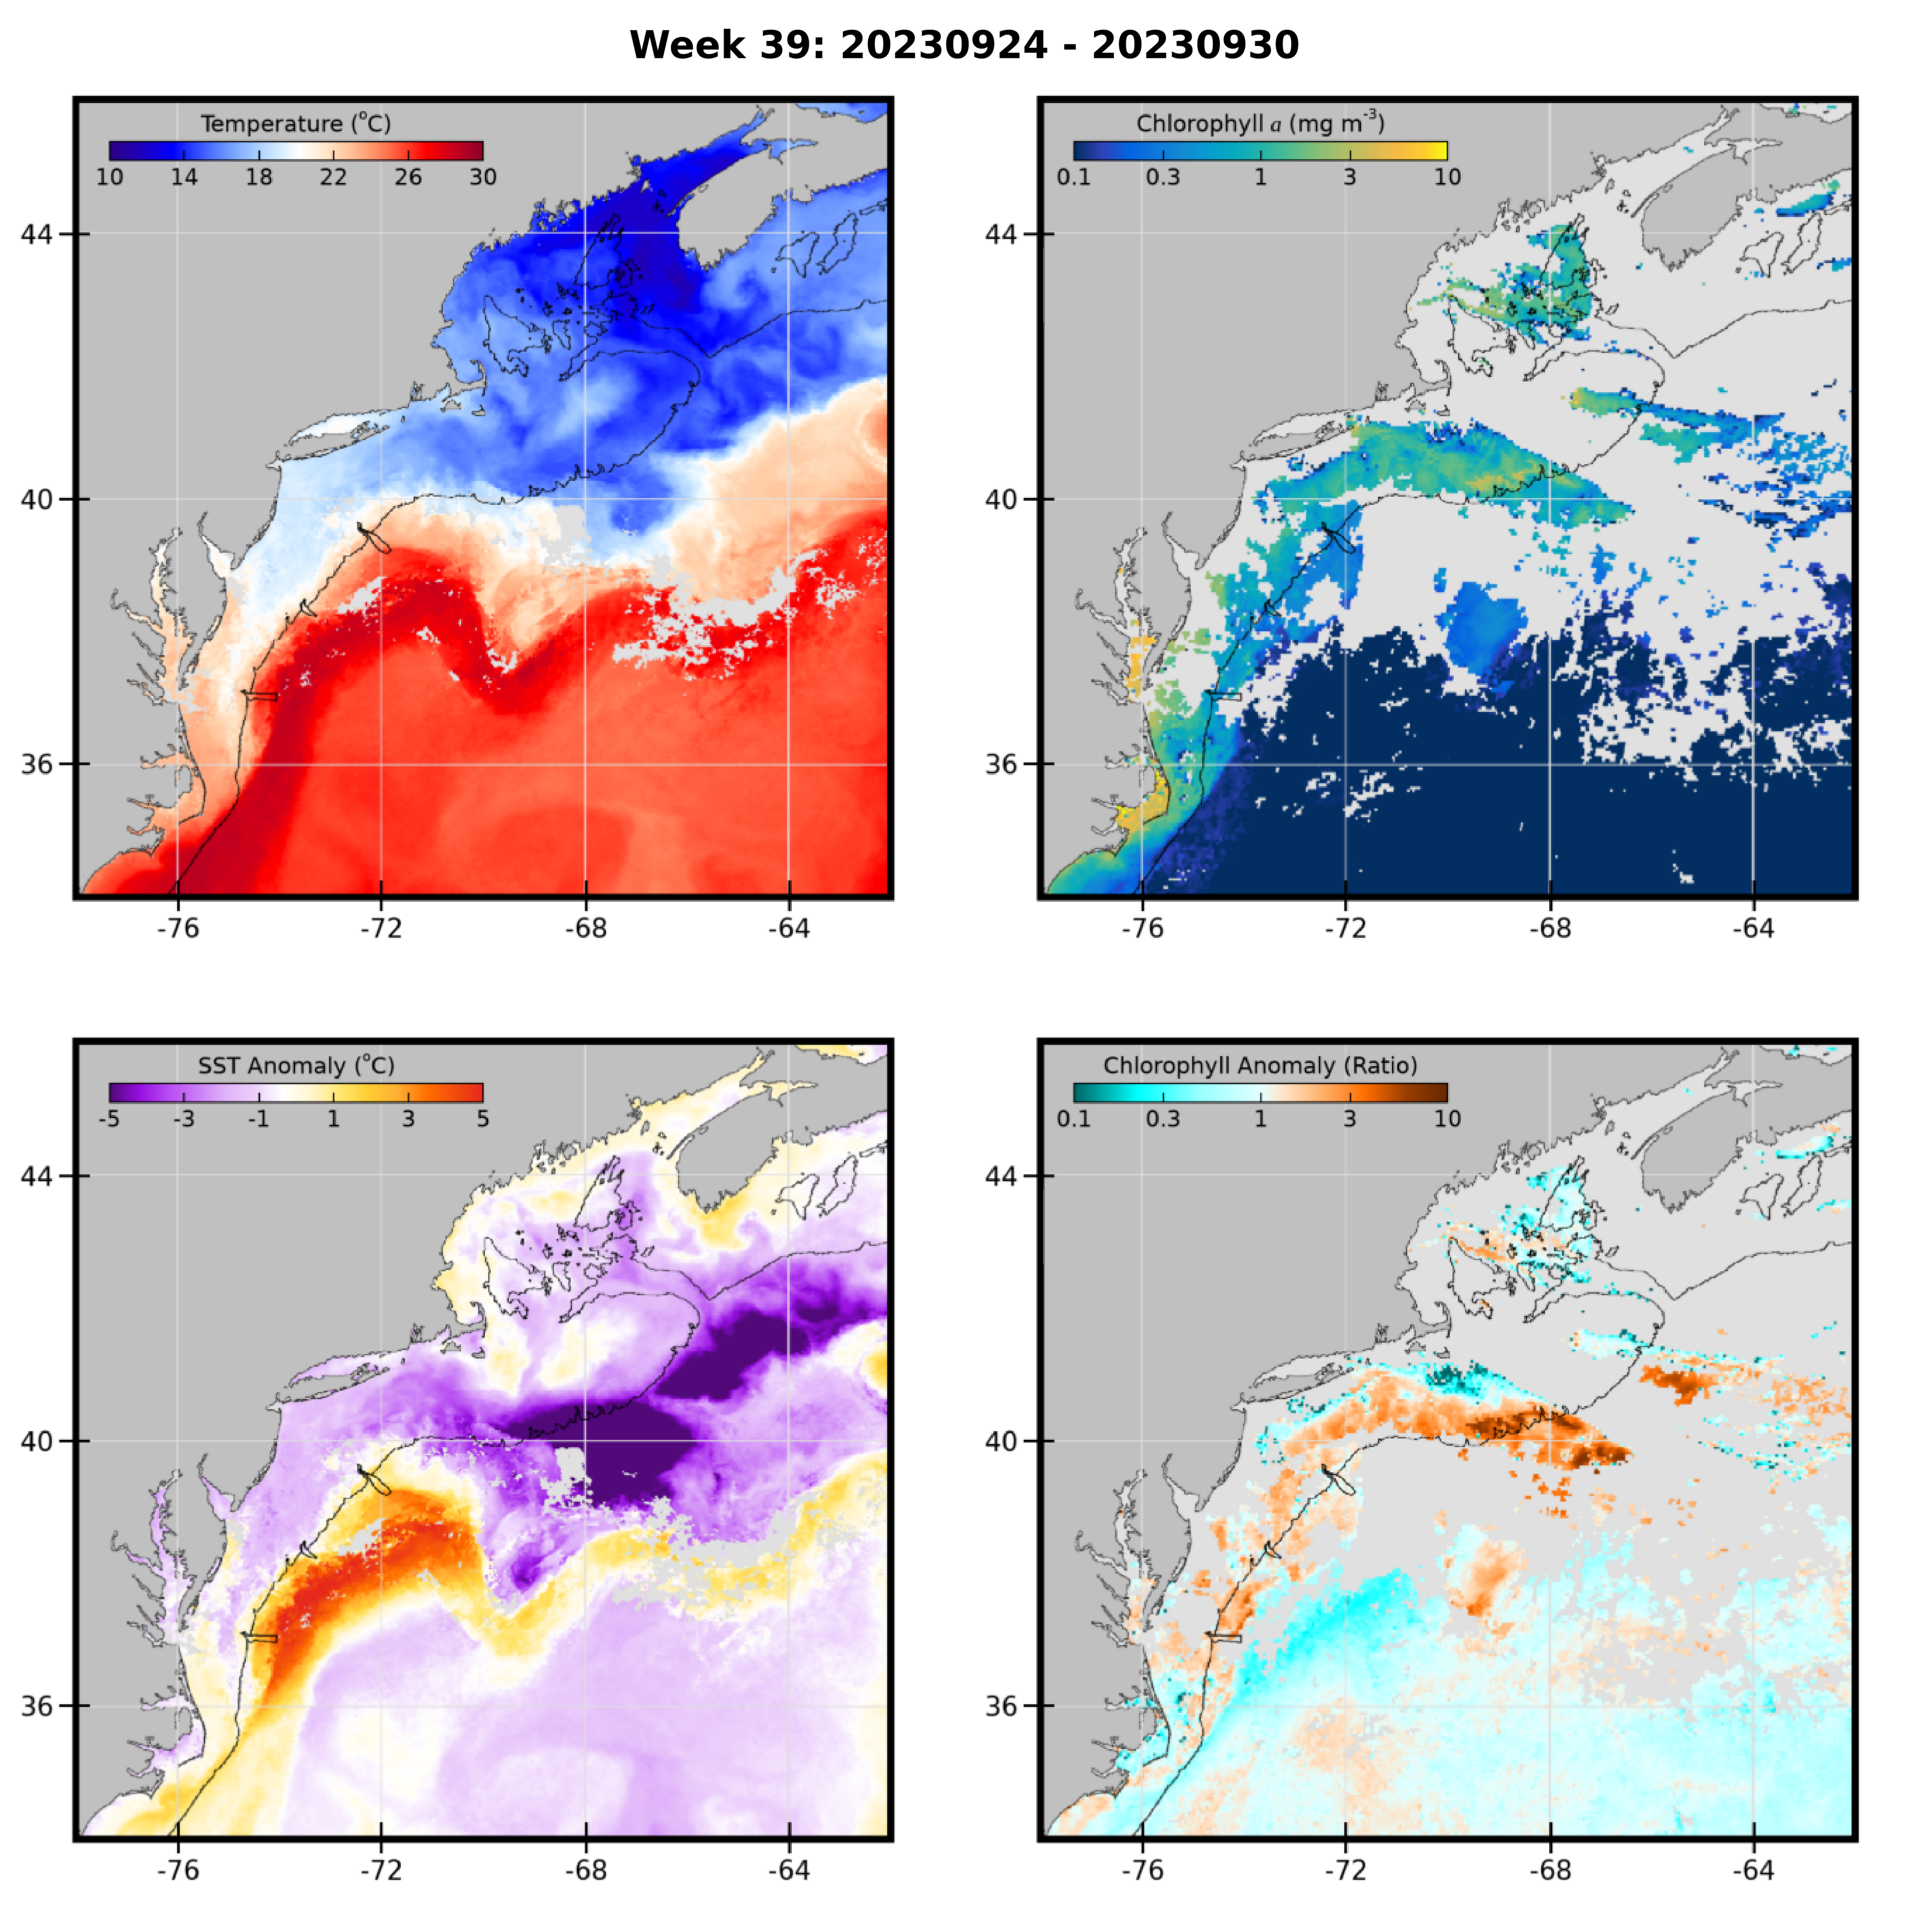 Week 39: 20230924 - 20230930
Temperature (°C)
10 14 18 22 26 30
44
40
36
-76 -72 -68 -64
Chlorophyll a (mg m⁻³)
0.1 0.3 1 3 10
44
40
36
-76 -72 -68 -64
SST Anomaly (°C)
-5 -3 -1 1 3 5
44
40
36
-76 -72 -68 -64
Chlorophyll Anomaly (Ratio)
0.1 0.3 1 3 10
44
40
36
-76 -72 -68 -64